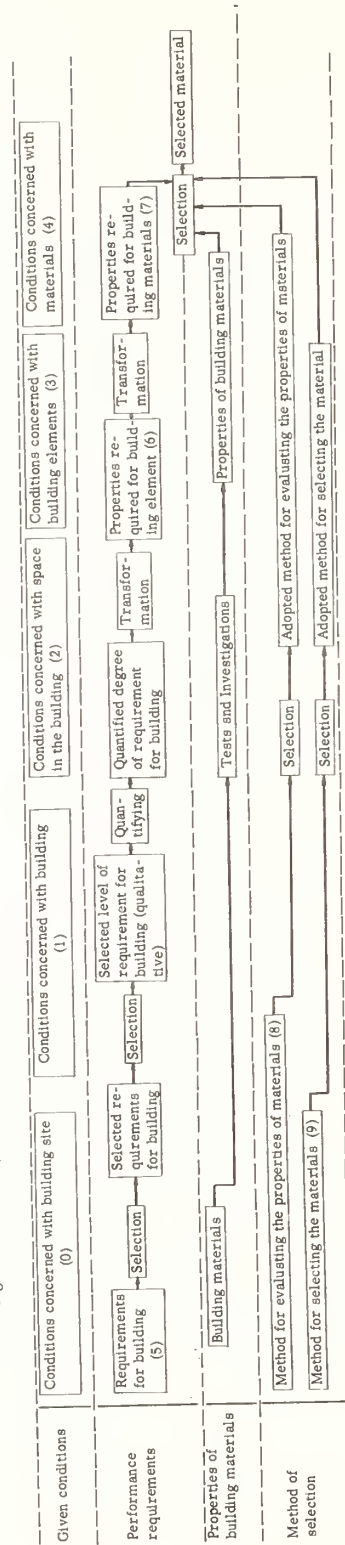 Given conditions
Conditions concerned with building site
(0)
Conditions concerned with building
(1)
Conditions concerned with space
in the building (2)
Conditions concerned with
building elements (3)
Conditions concerned with
materials (4)
Performance
requirements
Requirements
for building
(5)
Selection
Selected re-
quirements
for building
Selection
Selected level of
requirement for
building (qualita-
tive)
Quan-
tifying
Quantified degree
of requirement
for building
Transfor-
mation
Properties re-
quired for build-
ing element (6)
Transfor-
mation
Properties re-
quired for build-
ing materials (7)
Selection
Selected material
Properties of
building materials
Building materials
Tests and Investigations
Properties of building materials
Method of
selection
Method for evaluating the properties of materials (8)
Selection
Adopted method for evaluating the properties of materials
Method for selecting the materials (9)
Selection
Adopted method for selecting the material